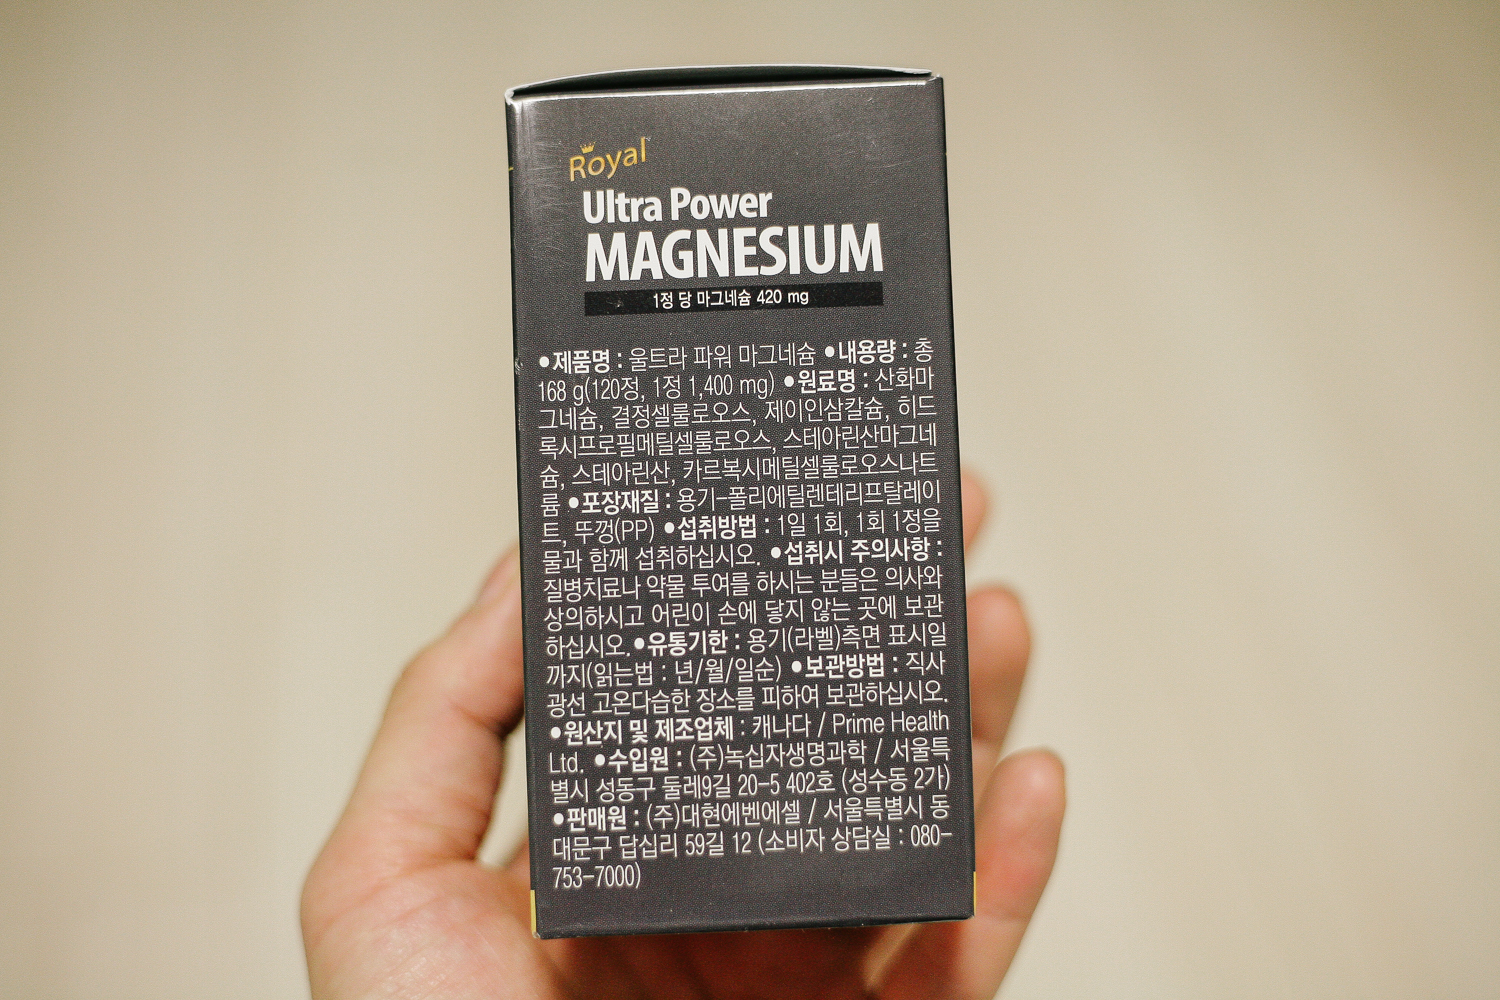 Royal
Ultra Power
MAGNESIUM
1정 당 마그네슘 420 mg
•제품명 : 울트라 파워 마그네슘 •내용량 : 총
168 g(120정, 1정 1,400 mg) •원료명 : 산화마
그네슘, 결정셀룰로오스, 제이인삼칼슘, 히드
록시프로필메틸셀룰로오스, 스테아린산마그네
슘, 스테아린산, 카르복시메틸셀룰로오스나트
륨 •포장재질 : 용기-폴리에틸렌테리프탈레이
트, 뚜껑(PP) •섭취방법 : 1일 1회, 1회 1정을
물과 함께 섭취하십시오. •섭취시 주의사항 :
질병치료나 약물 투여를 하시는 분들은 의사와
상의하시고 어린이 손에 닿지 않는 곳에 보관
하십시오. •유통기한 : 용기(라벨)측면 표시일
까지(읽는법 : 년/월/일순) •보관방법 : 직사
광선 고온다습한 장소를 피하여 보관하십시오.
•원산지 및 제조업체 : 캐나다 / Prime Health
Ltd. •수입원 : (주)녹십자생명과학 / 서울특
별시 성동구 둘레9길 20-5 402호 (성수동 2가)
•판매원 : (주)대현에벤에셀 / 서울특별시 동
대문구 답십리 59길 12 (소비자 상담실 : 080-
753-7000)